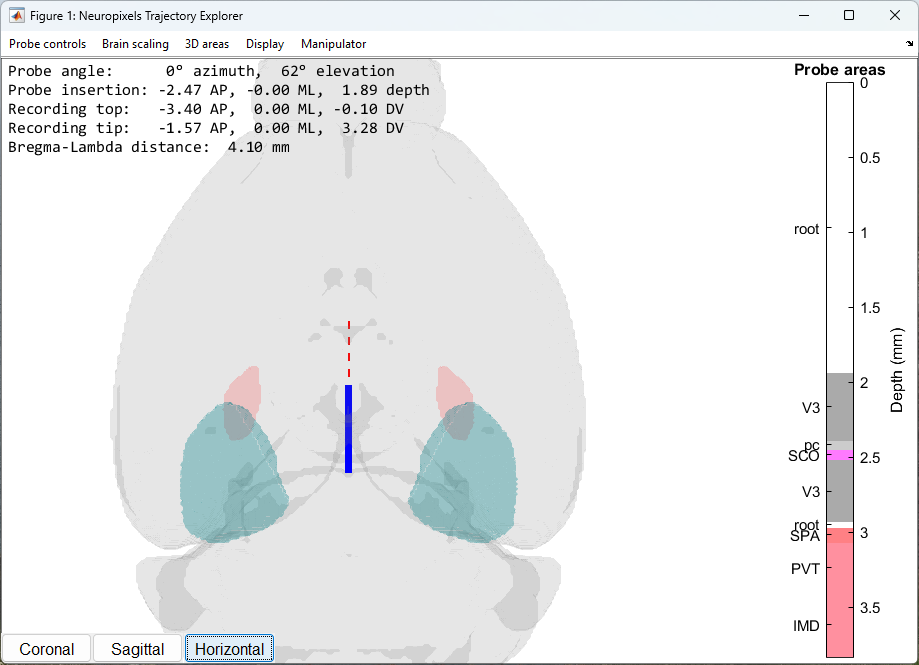 Figure 1: Neuropixels Trajectory Explorer
Probe controls Brain scaling 3D areas Display Manipulator
Probe angle: 0° azimuth, 62° elevation
Probe insertion: -2.47 AP, -0.00 ML, 1.89 depth
Recording top: -3.40 AP, 0.00 ML, -0.10 DV
Recording tip: -1.57 AP, 0.00 ML, 3.28 DV
Bregma-Lambda distance: 4.10 mm
Probe areas
0
0.5
root
1
1.5
2
V3
pc
SCO
2.5
V3
root
SPA
3
PVT
3.5
IMD
Depth (mm)
Coronal Sagittal Horizontal